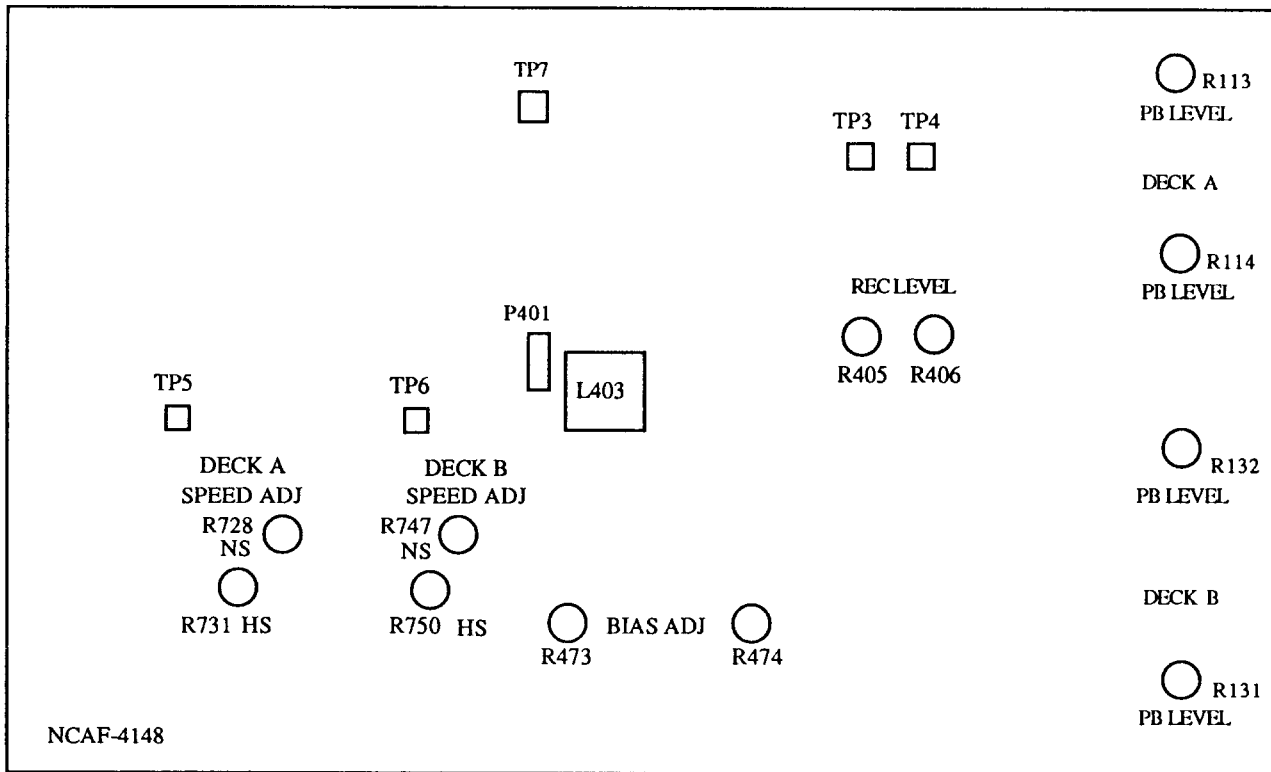 TP7
R113
PB LEVEL
TP3 TP4
DECK A
R114
PB LEVEL
REC LEVEL
P401
R405 R406
L403
TP5
TP6
DECK A
SPEED ADJ
R728
NS
R731 HS
DECK B
SPEED ADJ
R747
NS
R750 HS
R473
BIAS ADJ
R474
R132
PB LEVEL
DECK B
R131
PB LEVEL
NCAF-4148